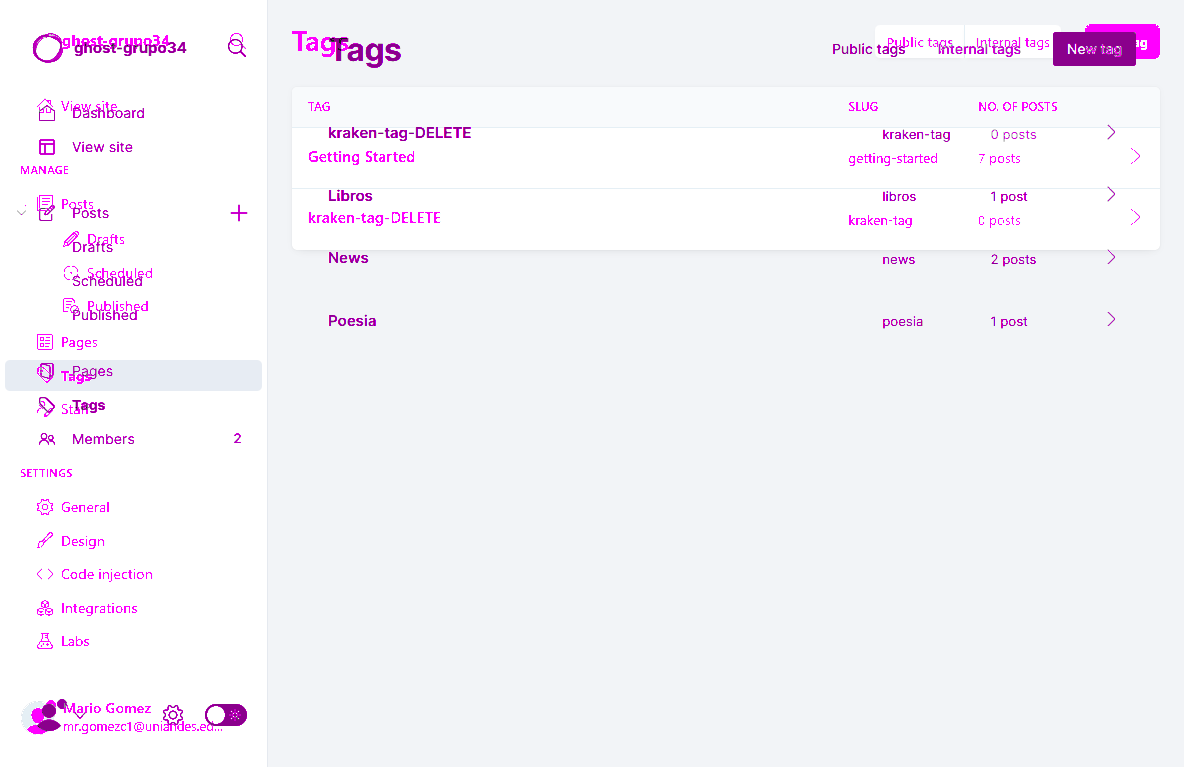 ghost-grupo34
ghost-grupo34
View site
Dashboard
View site
MANAGE
Posts
Posts
Drafts
Drafts
Scheduled
Scheduled
Published
Published
Pages
Pages
Tags
Tags
Staff
Members 2
SETTINGS
General
Design
Code injection
Integrations
Labs
Mario Gomez
mr.gomezc1@uniandes.ed...
Tags
Tags
Public tags Internal tags
Public tags Internal tags New tag
TAG SLUG NO. OF POSTS
kraken-tag-DELETE kraken-tag 0 posts
Getting Started getting-started 7 posts
Libros libros 1 post
kraken-tag-DELETE kraken-tag 0 posts
News news 2 posts
Poesia poesia 1 post